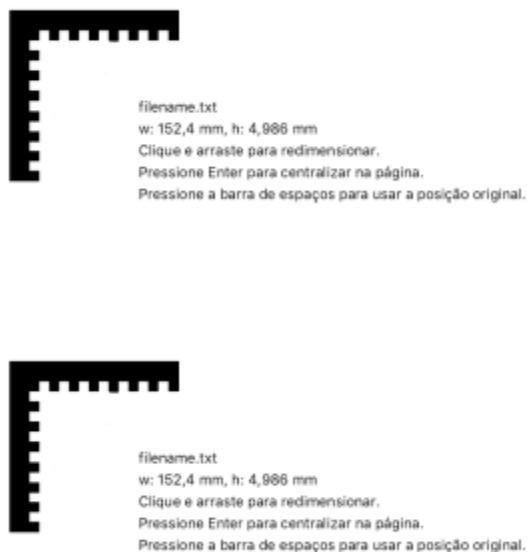 filename.txt
w: 152,4 mm, h: 4,986 mm
Clique e arraste para redimensionar.
Pressione Enter para centralizar na página.
Pressione a barra de espaços para usar a posição original.
filename.txt
w: 152,4 mm, h: 4,986 mm
Clique e arraste para redimensionar.
Pressione Enter para centralizar na página.
Pressione a barra de espaços para usar a posição original.